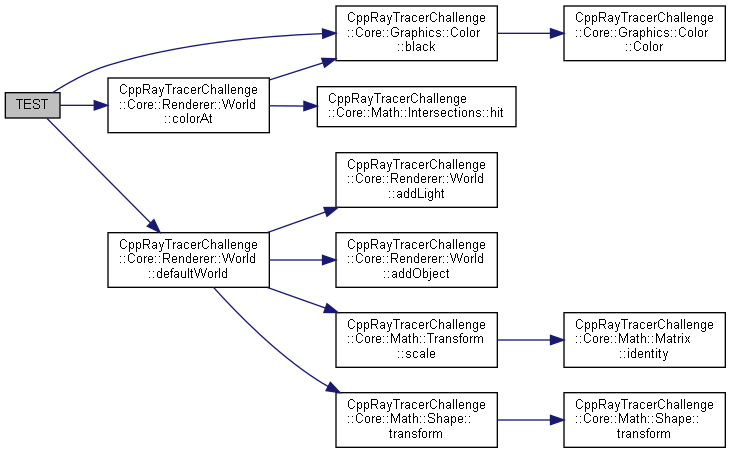 TEST
CppRayTracerChallenge
::Core::Graphics::Color
::black
CppRayTracerChallenge
::Core::Graphics::Color
::Color
CppRayTracerChallenge
::Core::Renderer::World
::colorAt
CppRayTracerChallenge
::Core::Math::Intersections::hit
CppRayTracerChallenge
::Core::Renderer::World
::defaultWorld
CppRayTracerChallenge
::Core::Renderer::World
::addLight
CppRayTracerChallenge
::Core::Renderer::World
::addObject
CppRayTracerChallenge
::Core::Math::Transform
::scale
CppRayTracerChallenge
::Core::Math::Matrix
::identity
CppRayTracerChallenge
::Core::Math::Shape::
transform
CppRayTracerChallenge
::Core::Math::Shape::
transform